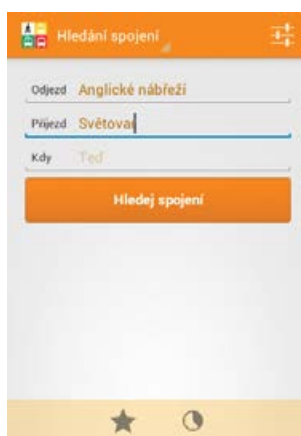 Hledání spojení
Odjezd Anglické nábřeží
Příjezd Světovar
Kdy Teď
Hledej spojení